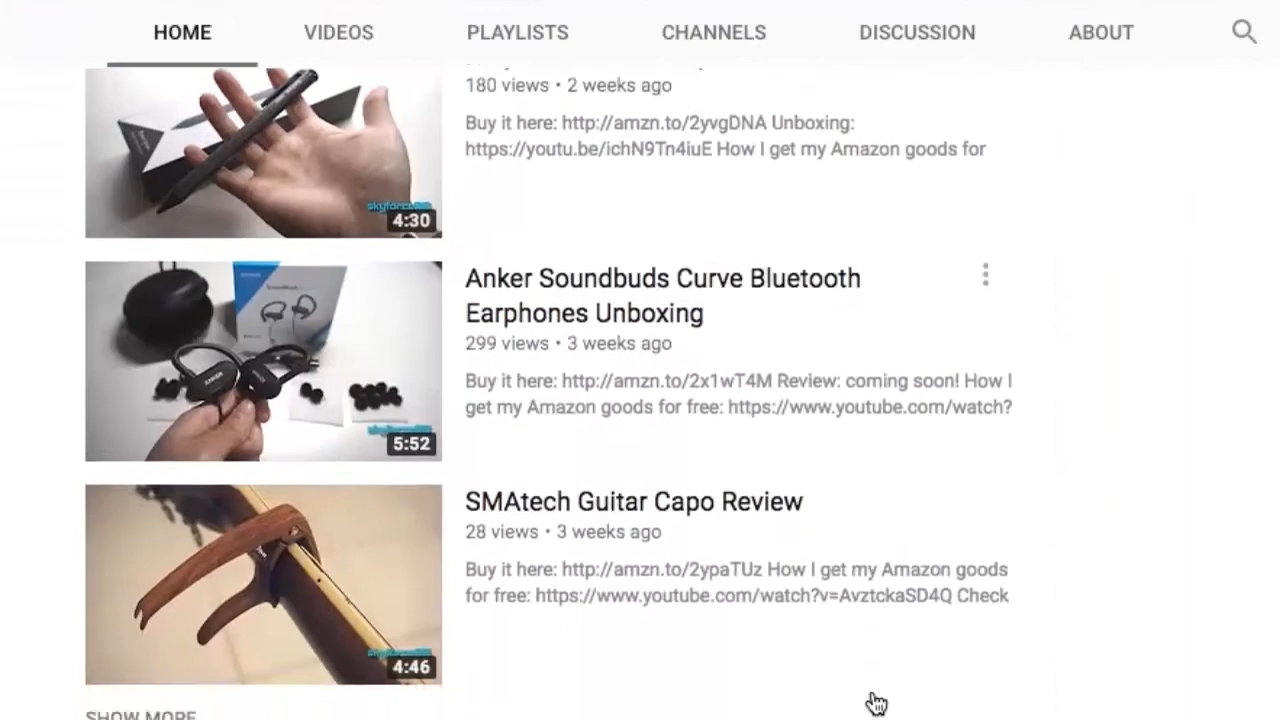 HOME VIDEOS PLAYLISTS CHANNELS DISCUSSION ABOUT
180 views • 2 weeks ago
Buy it here: http://amzn.to/2yvgDNA Unboxing:
https://youtu.be/ichN9Tn4iuE How I get my Amazon goods for
4:30
Anker Soundbuds Curve Bluetooth
Earphones Unboxing
299 views • 3 weeks ago
Buy it here: http://amzn.to/2x1wT4M Review: coming soon! How I
get my Amazon goods for free: https://www.youtube.com/watch?
ANKER
5:52
SMAtech Guitar Capo Review
28 views • 3 weeks ago
Buy it here: http://amzn.to/2ypaTUz How I get my Amazon goods
for free: https://www.youtube.com/watch?v=AvztckaSD4Q Check
4:46
SHOW MORE